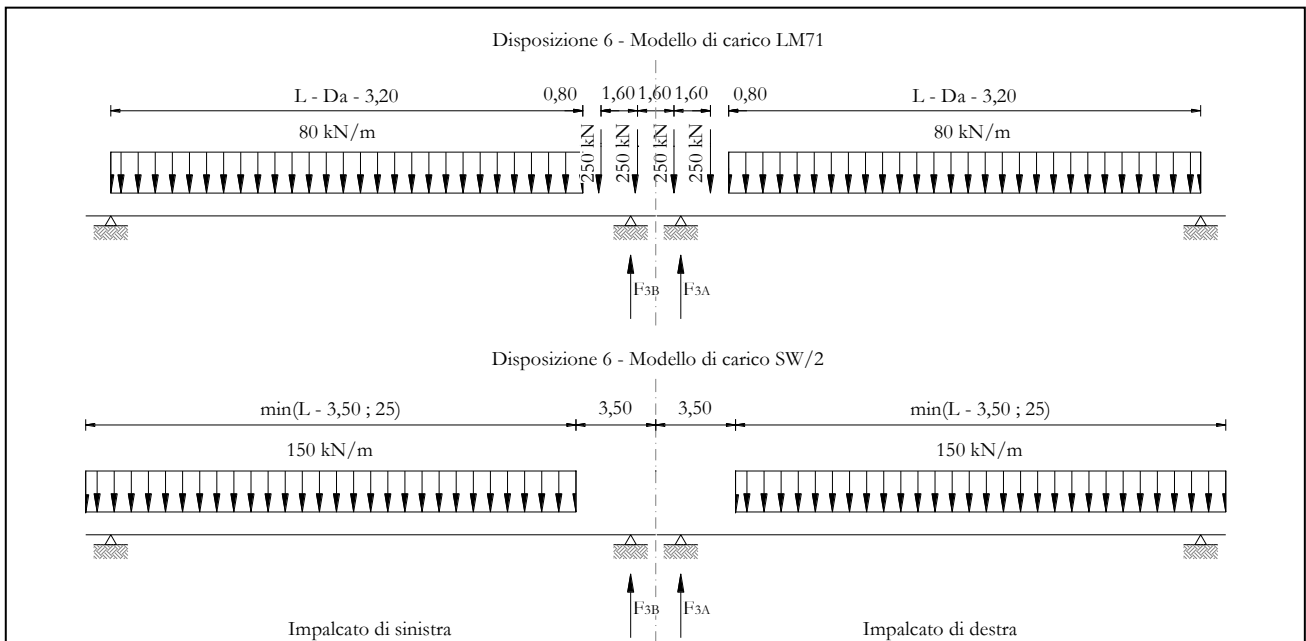 Disposizione 6 - Modello di carico LM71
L - Da - 3,20 0,80 1,60 1,60 1,60 0,80 L - Da - 3,20
80 kN/m 250 kN 250 kN 250 kN 250 kN 80 kN/m
F3B F3A
Disposizione 6 - Modello di carico SW/2
min(L - 3,50 ; 25) 3,50 3,50 min(L - 3,50 ; 25)
150 kN/m 150 kN/m
F3B F3A
Impalcato di sinistra Impalcato di destra